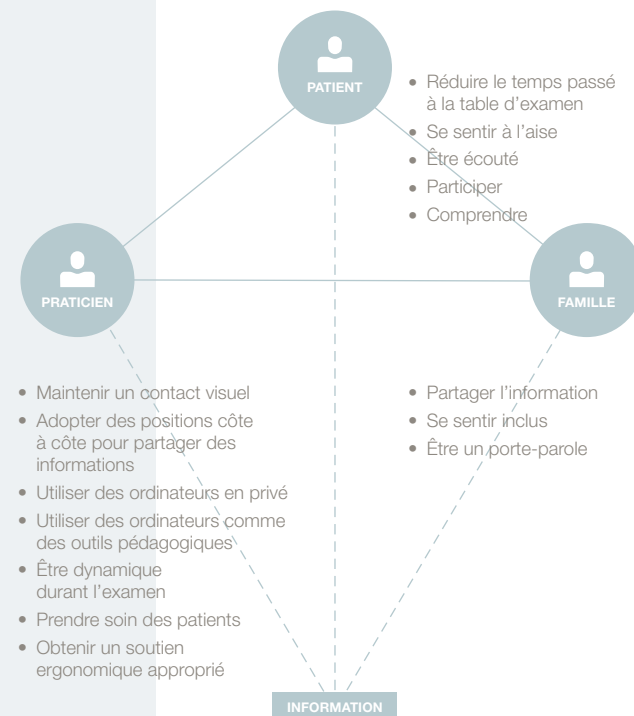 PATIENT
• Réduire le temps passé
à la table d’examen
• Se sentir à l’aise
• Être écouté
• Participer
• Comprendre
PRATICIEN
FAMILLE
• Maintenir un contact visuel
• Adopter des positions côte
à côte pour partager des
informations
• Utiliser des ordinateurs en privé
• Utiliser des ordinateurs comme
des outils pédagogiques
• Être dynamique
durant l’examen
• Prendre soin des patients
• Obtenir un soutien
ergonomique approprié
• Partager l’information
• Se sentir inclus
• Être un porte-parole
INFORMATION